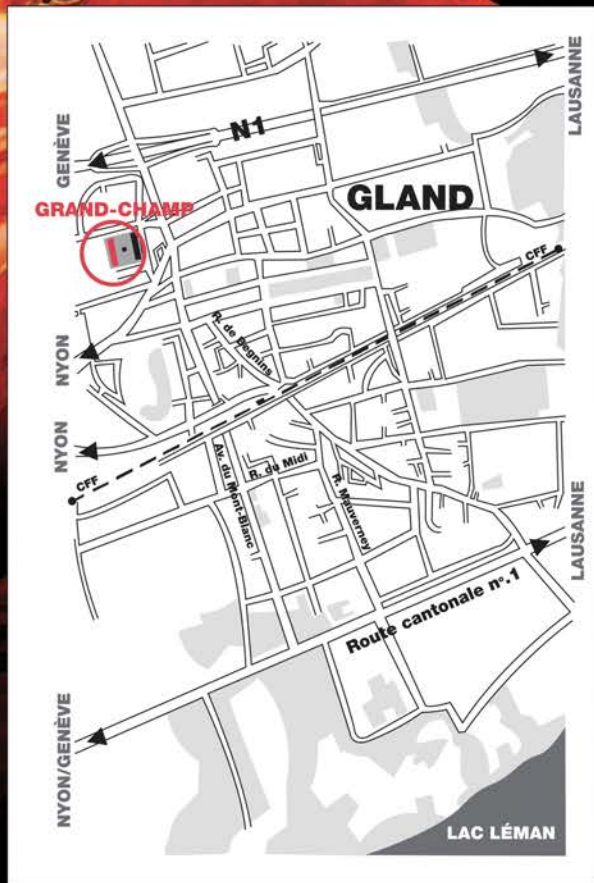 LAUSANNE
GENÈVE
N1
GRAND-CHAMP
GLAND
CFF
NYON
R. de Begnins
NYON
CFF
Av. du Mont-Blanc
R. du Midi
R. Mauverney
LAUSANNE
Route cantonale n°.1
NYON/GENÈVE
LAC LÉMAN